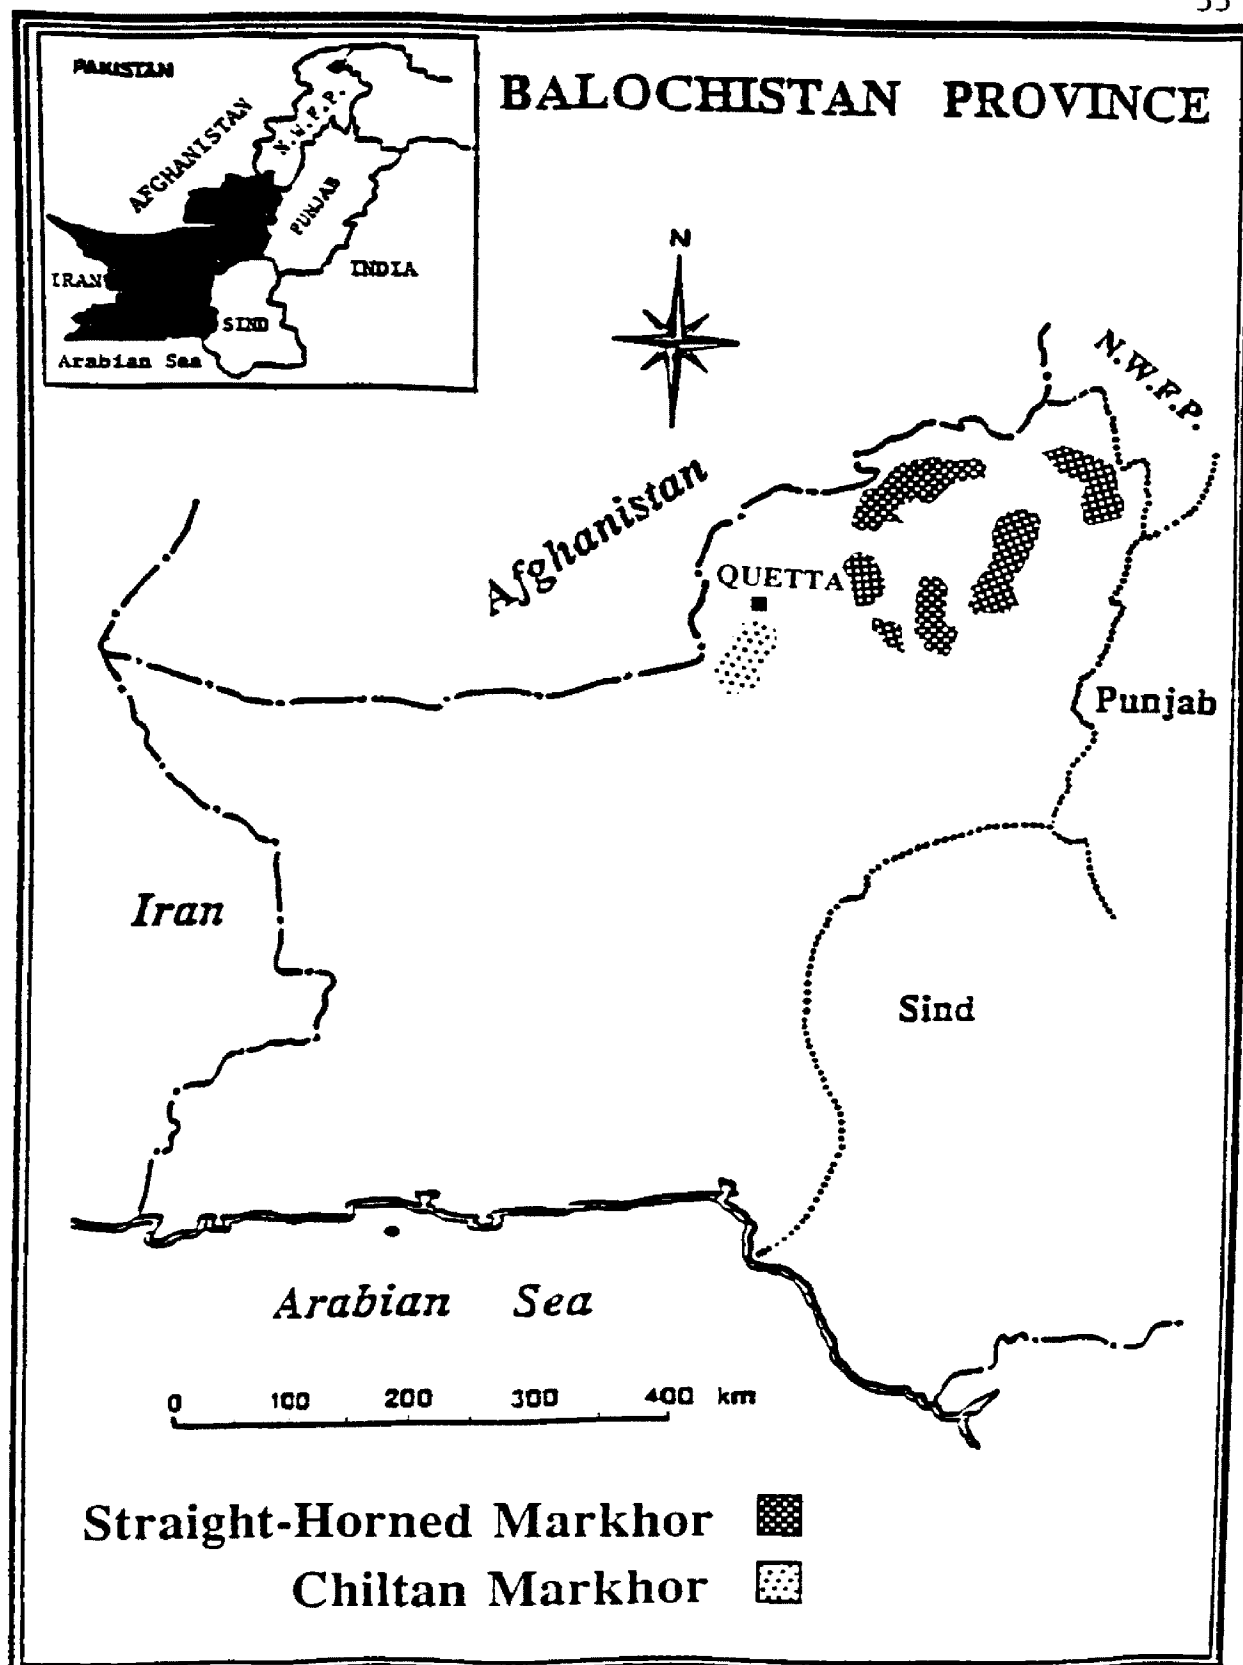 BALOCHISTAN PROVINCE
PAKISTAN
AFGHANISTAN
N.W.F.P.
PUNJAB
IRAN
INDIA
SIND
Arabian Sea
N
N.W.F.P.
Afghanistan
QUETTA
Punjab
Iran
Sind
Arabian Sea
0 100 200 300 400 km
Straight-Horned Markhor
Chiltan Markhor